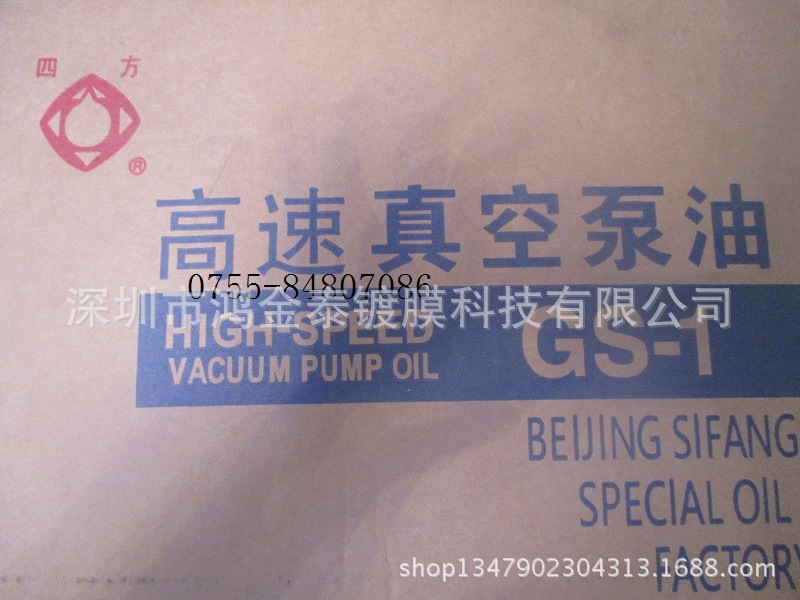 四方
®
高速真空泵油
0755-84807086
深圳市鸿金泰镀膜科技有限公司
HIGH-SPEED
VACUUM PUMP OIL
GS-1
BEIJING SIFANG
SPECIAL OIL
FACTORY
shop1347902304313.1688.com